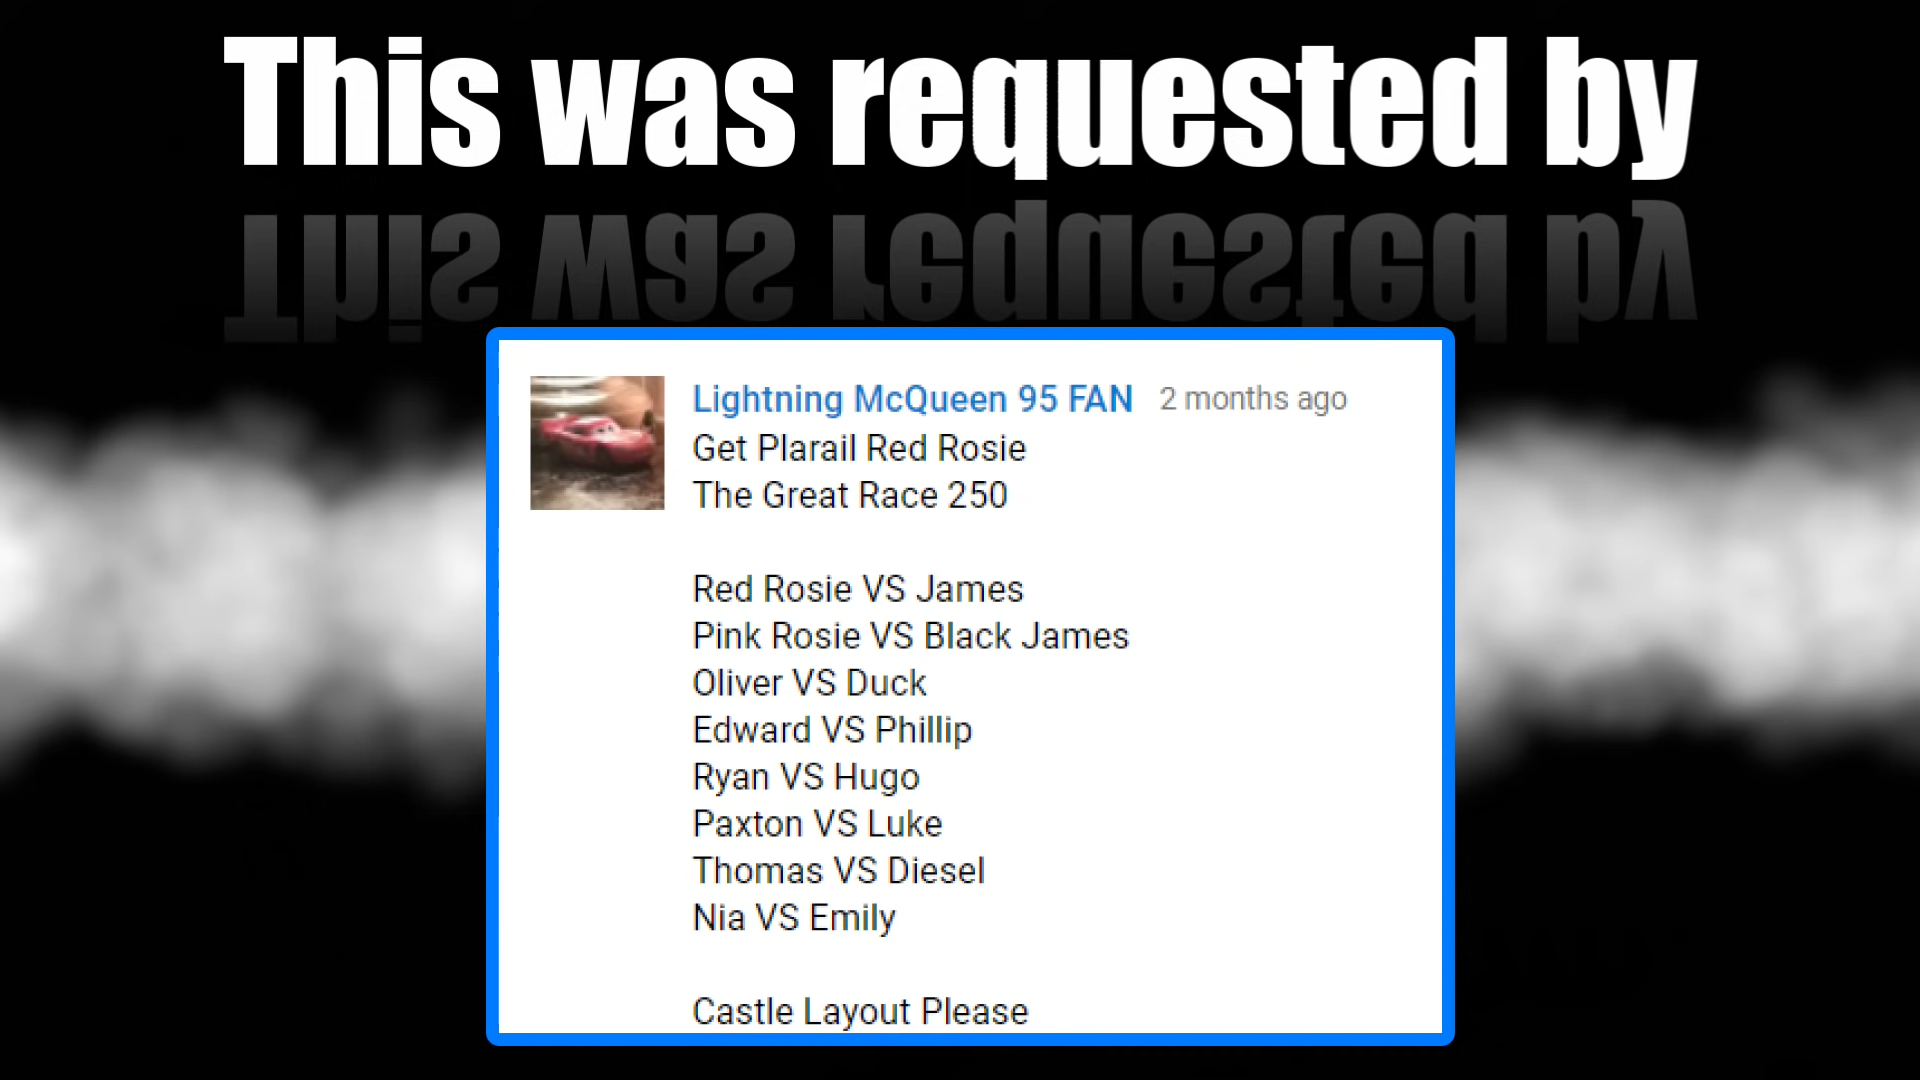 This was requested by
Lightning McQueen 95 FAN 2 months ago
Get Plarail Red Rosie
The Great Race 250
Red Rosie VS James
Pink Rosie VS Black James
Oliver VS Duck
Edward VS Phillip
Ryan VS Hugo
Paxton VS Luke
Thomas VS Diesel
Nia VS Emily
Castle Layout Please